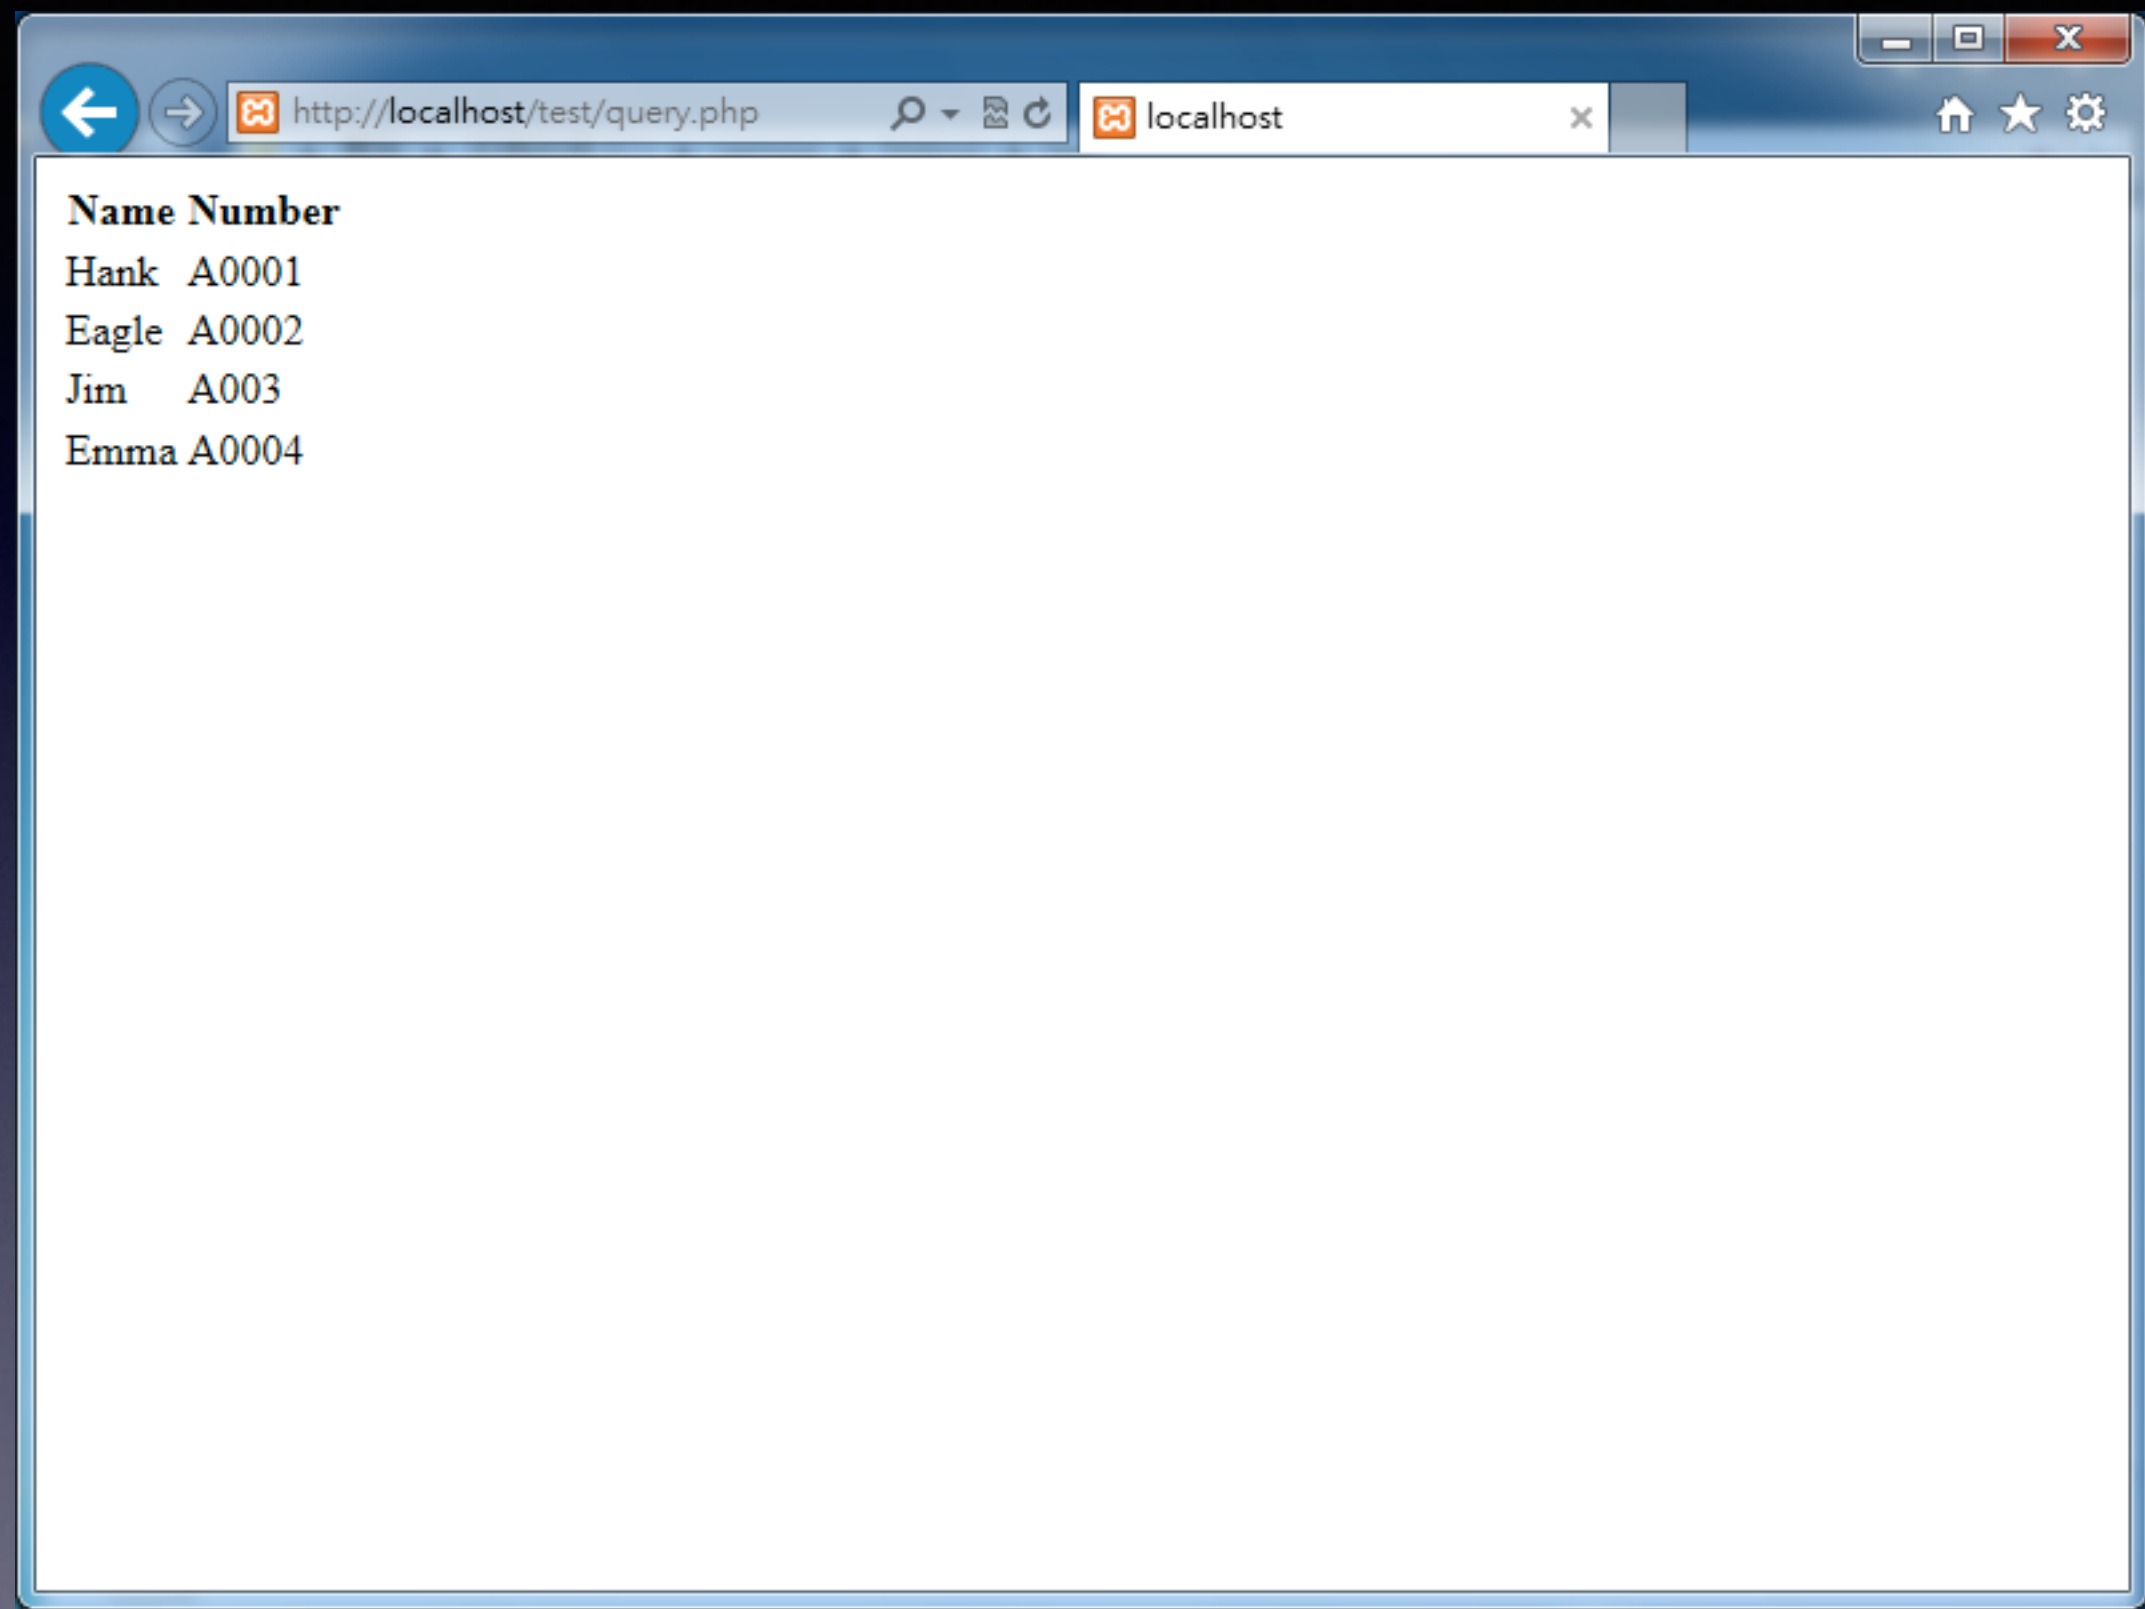 http://localhost/test/query.php
localhost
Name Number
Hank A0001
Eagle A0002
Jim A003
Emma A0004